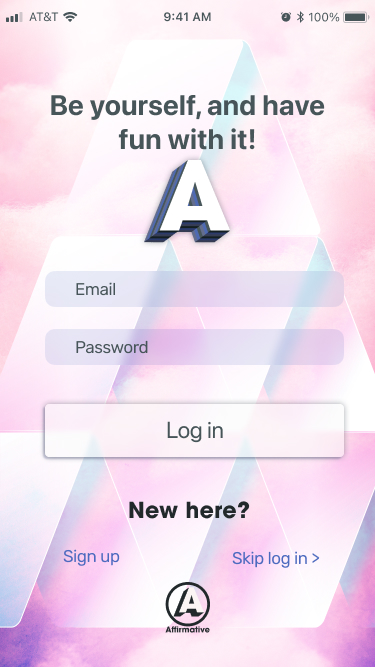 AT&T 9:41 AM 100%
Be yourself, and have
fun with it!
A
Email
Password
Log in
New here?
Sign up Skip log in >
A
Affirmative